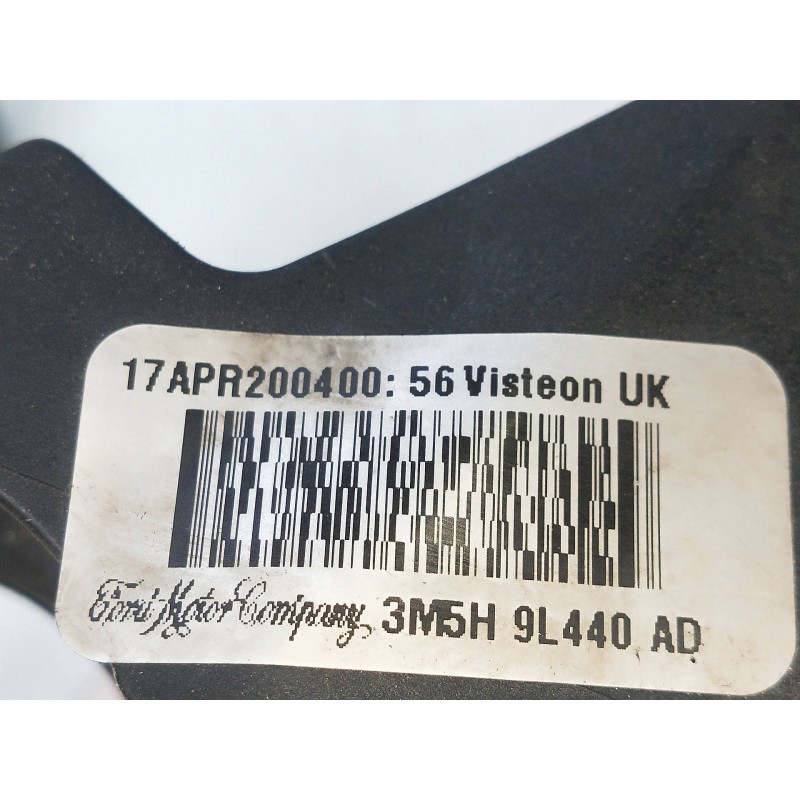 17APR200400: 56 Visteon UK
Ford Motor Company 3M5H 9L440 AD